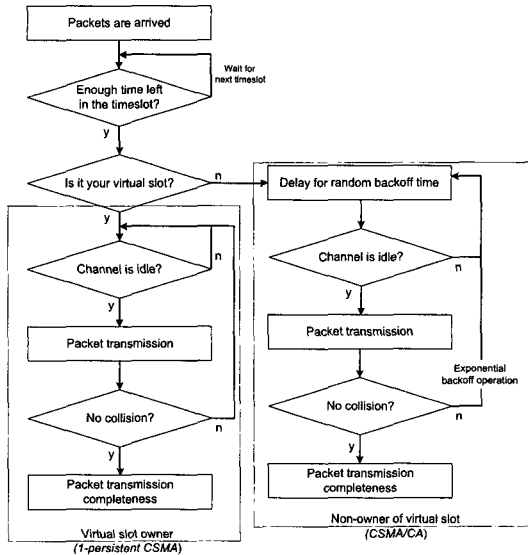 Packets are arrived
Wait for
next timeslot
Enough time left
in the timeslot?
y
Is it your virtual slot?
n
y
Channel is idle?
n
y
Packet transmission
No collision?
n
y
Packet transmission
completeness
Virtual slot owner
(1-persistent CSMA)
Delay for random backoff time
Channel is idle?
n
y
Packet transmission
Exponential
backoff operation
No collision?
n
y
Packet transmission
completeness
Non-owner of virtual slot
(CSMA/CA)